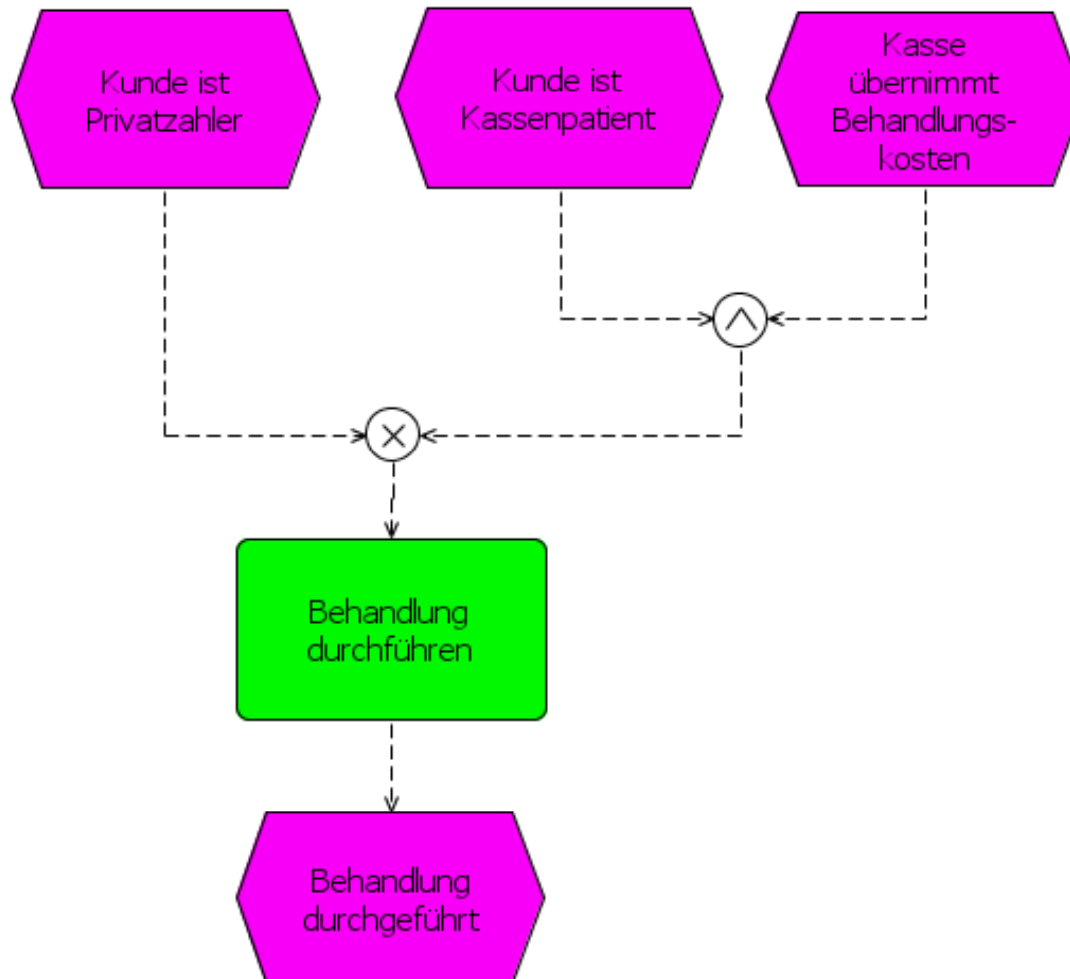 Kunde ist
Privatzahler
Kunde ist
Kassenpatient
Kasse
übernimmt
Behandlungs-
kosten
Behandlung
durchführen
Behandlung
durchgeführt